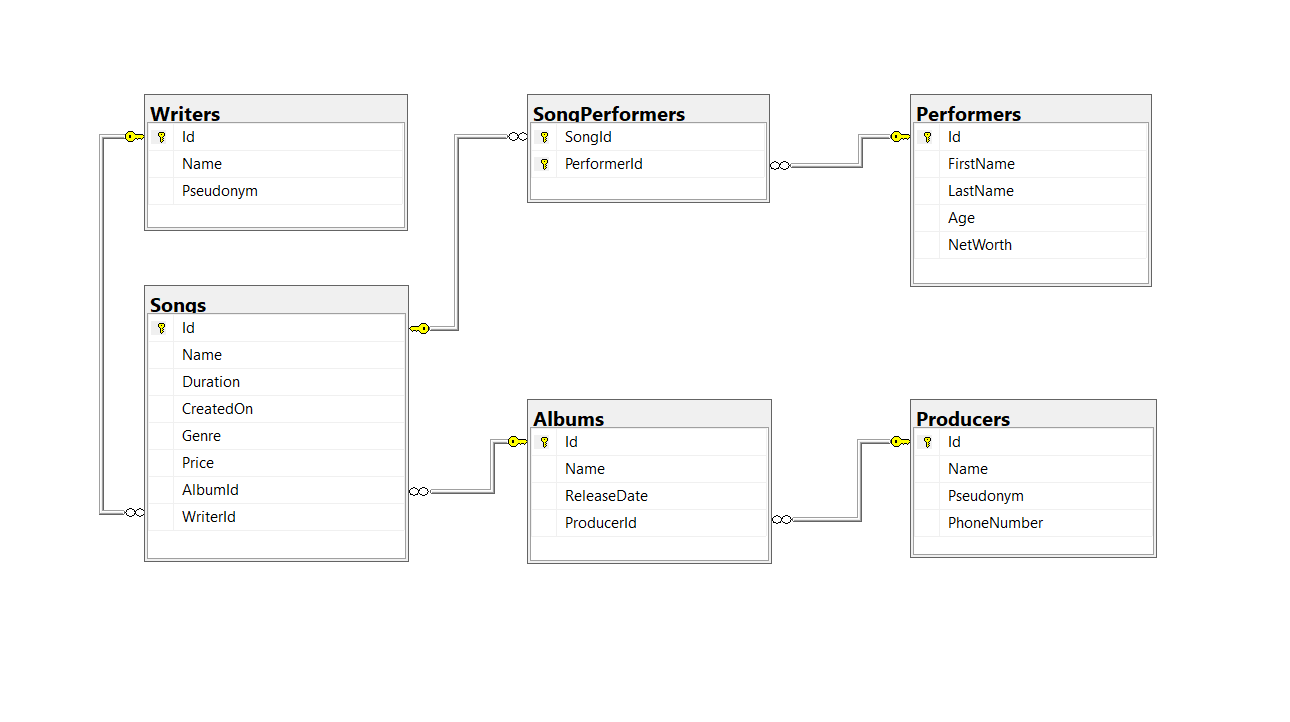 Writers
Id
Name
Pseudonym
SongPerformers
SongId
PerformerId
Performers
Id
FirstName
LastName
Age
NetWorth
Songs
Id
Name
Duration
CreatedOn
Genre
Price
AlbumId
WriterId
Albums
Id
Name
ReleaseDate
ProducerId
Producers
Id
Name
Pseudonym
PhoneNumber